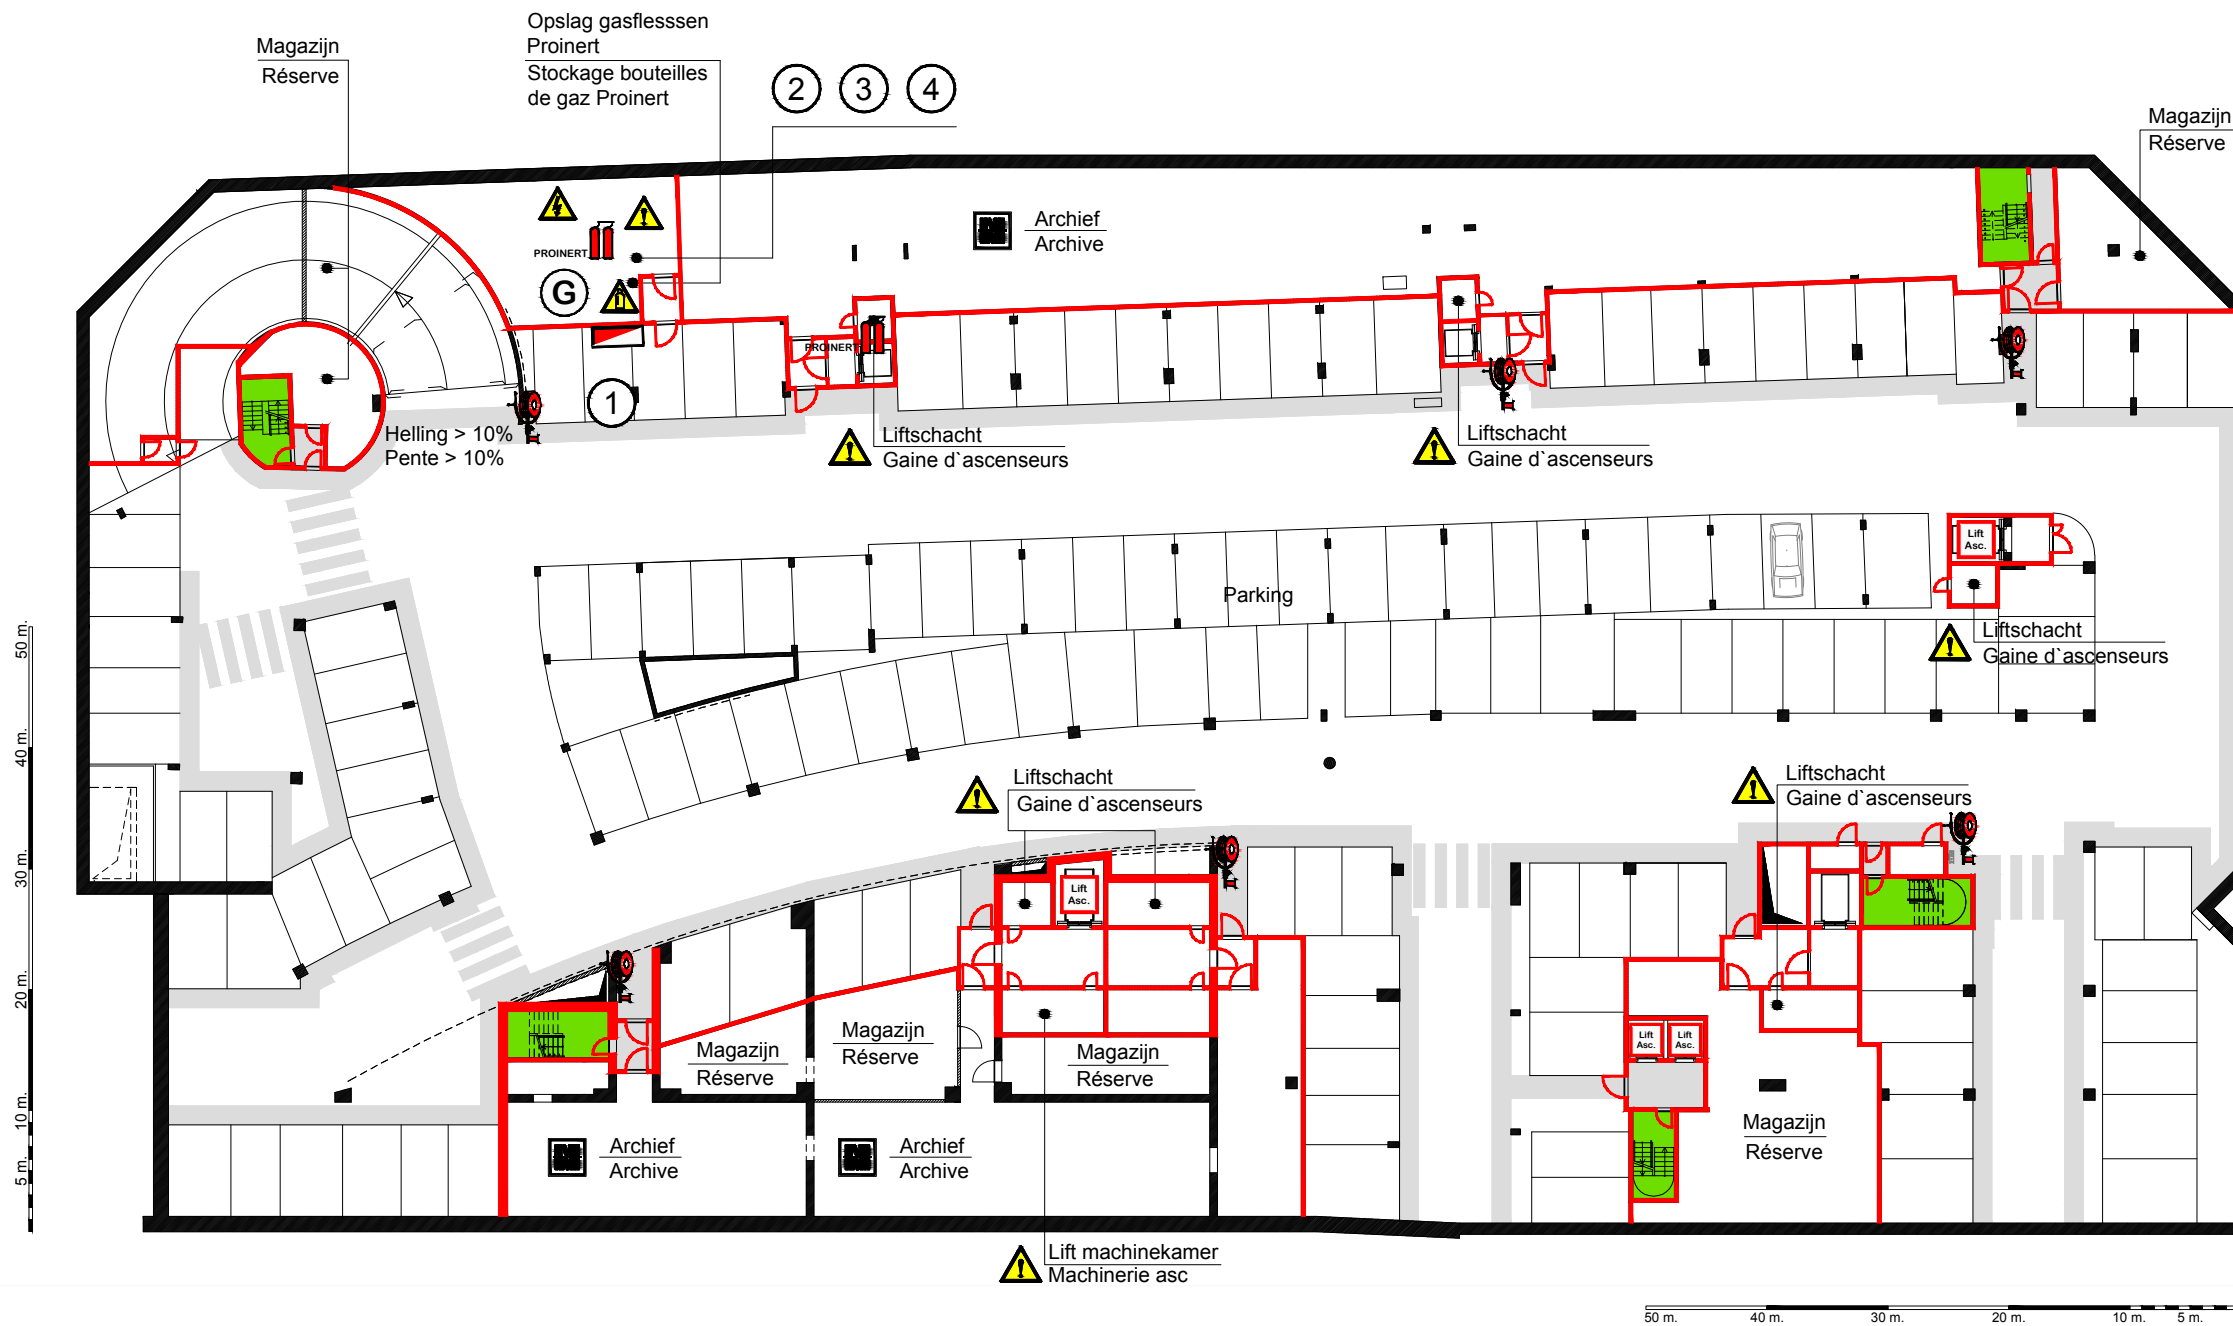 Opslag gasflesssen
Proinert
Stockage bouteilles
de gaz Proinert
Magazijn
Réserve
2 3 4
Magazijn
Réserve
PROINERT
G
Archief
Archive
PROINERT
1
Helling > 10%
Pente > 10%
Liftschacht
Gaine d`ascenseurs
Liftschacht
Gaine d`ascenseurs
Lift
Asc.
Parking
Liftschacht
Gaine d`ascenseurs
50 m.
40 m.
30 m.
20 m.
10 m.
5 m.
Liftschacht
Gaine d`ascenseurs
Liftschacht
Gaine d`ascenseurs
Lift
Asc.
Magazijn
Réserve
Magazijn
Réserve
Magazijn
Réserve
Lift
Asc.
Lift
Asc.
Magazijn
Réserve
Archief
Archive
Archief
Archive
Lift machinekamer
Machinerie asc
50 m. 40 m. 30 m. 20 m. 10 m. 5 m.